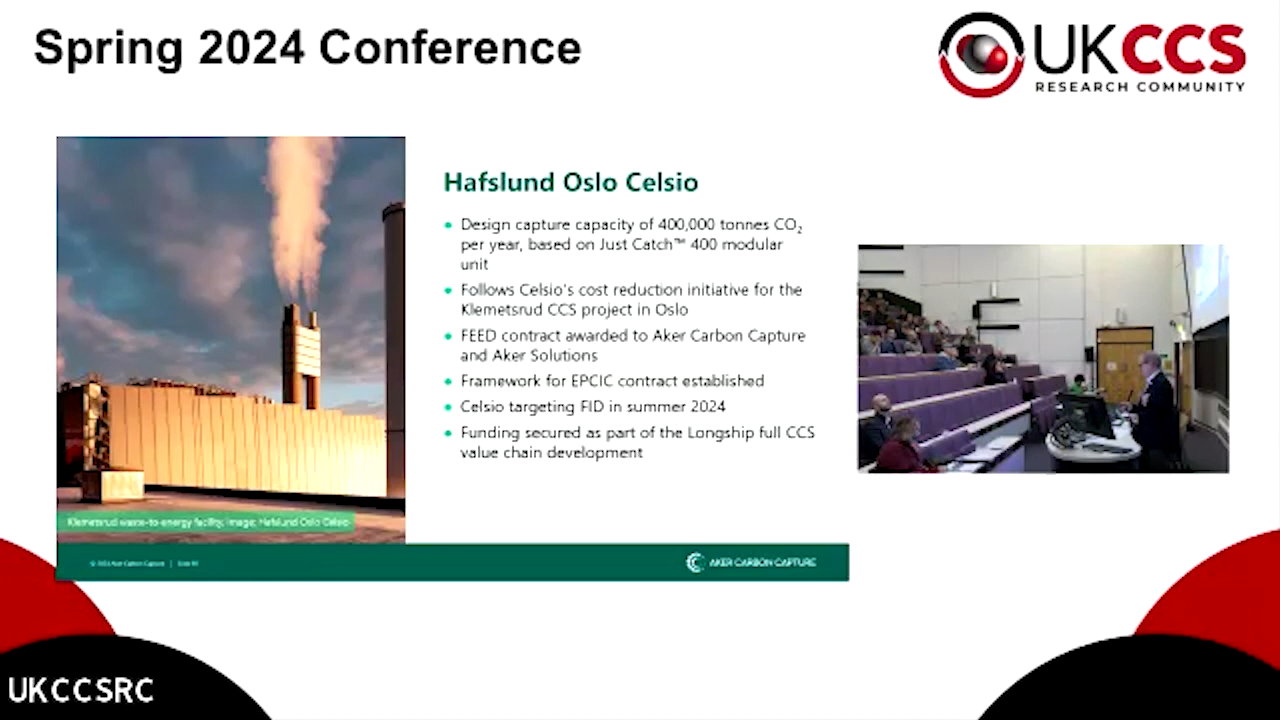 Spring 2024 Conference
UKCCS
RESEARCH COMMUNITY
Hafslund Oslo Celsio
• Design capture capacity of 400,000 tonnes CO₂
per year, based on Just Catch™ 400 modular
unit
• Follows Celsio's cost reduction initiative for the
Klemetsrud CCS project in Oslo
• FEED contract awarded to Aker Carbon Capture
and Aker Solutions
• Framework for EPCIC contract established
• Celsio targeting FID in summer 2024
• Funding secured as part of the Longship full CCS
value chain development
Klemetsrud waste-to-energy facility, image; Hafslund Oslo Celsio
Aker Carbon Capture | Slide
AKER CARBON CAPTURE
UKCCSRC